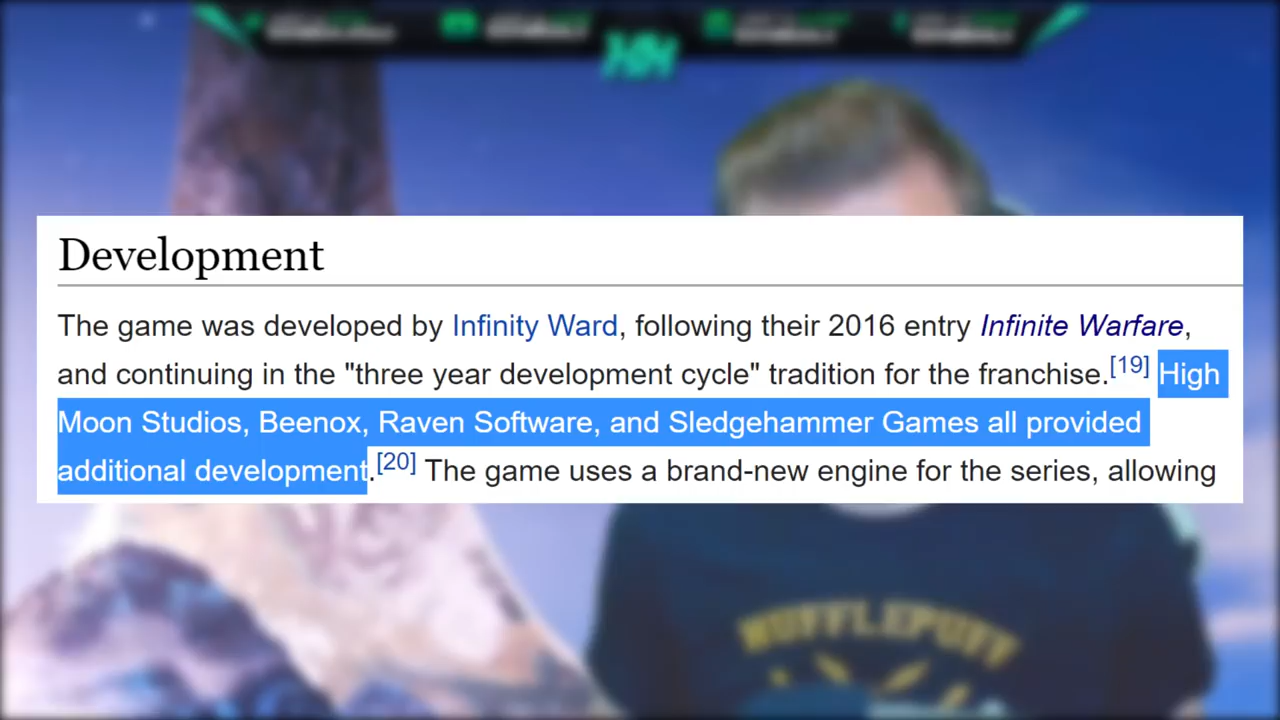 Development
The game was developed by Infinity Ward, following their 2016 entry Infinite Warfare,
and continuing in the "three year development cycle" tradition for the franchise.[19] High
Moon Studios, Beenox, Raven Software, and Sledgehammer Games all provided
additional development.[20] The game uses a brand-new engine for the series, allowing
HUFFLEPUFF